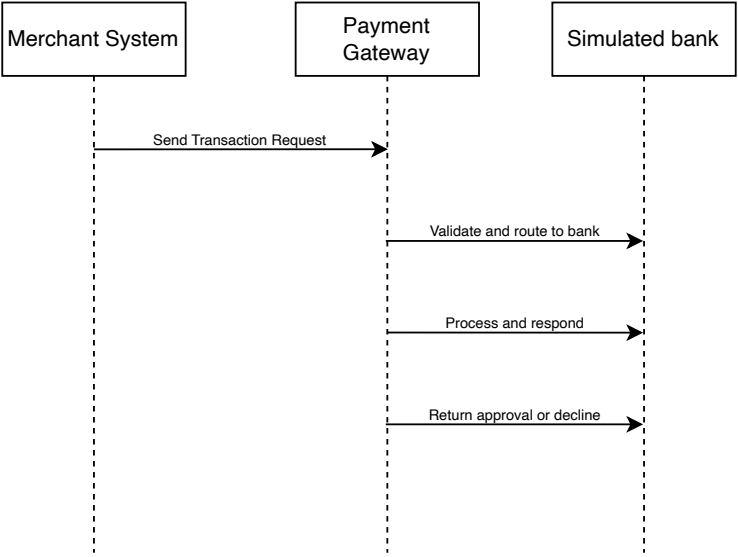 Merchant System
Payment
Gateway
Simulated bank
Send Transaction Request
Validate and route to bank
Process and respond
Return approval or decline